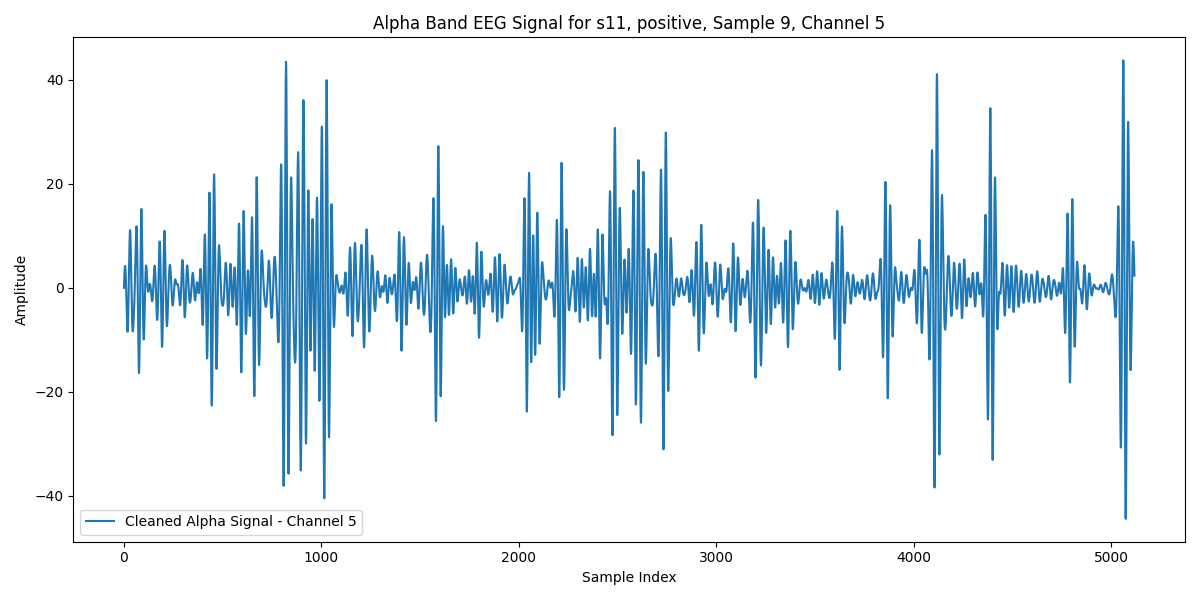 Alpha Band EEG Signal for s11, positive, Sample 9, Channel 5
Amplitude
40
20
0
−20
−40
Cleaned Alpha Signal - Channel 5
0 1000 2000 3000 4000 5000
Sample Index